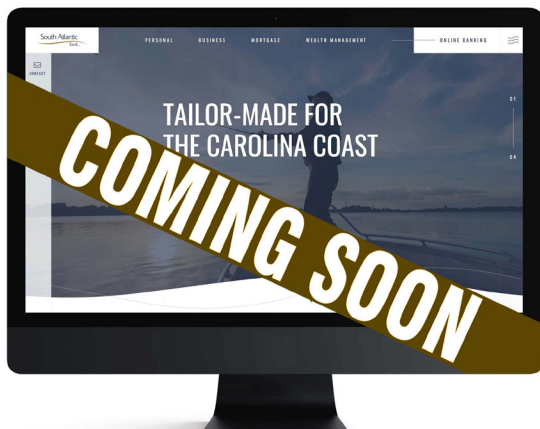 South Atlantic
Bank
PERSONAL
BUSINESS
MORTGAGE
WEALTH MANAGEMENT
ONLINE BANKING
CONTACT
01
TAILOR-MADE FOR
THE CAROLINA COAST
04
COMING SOON